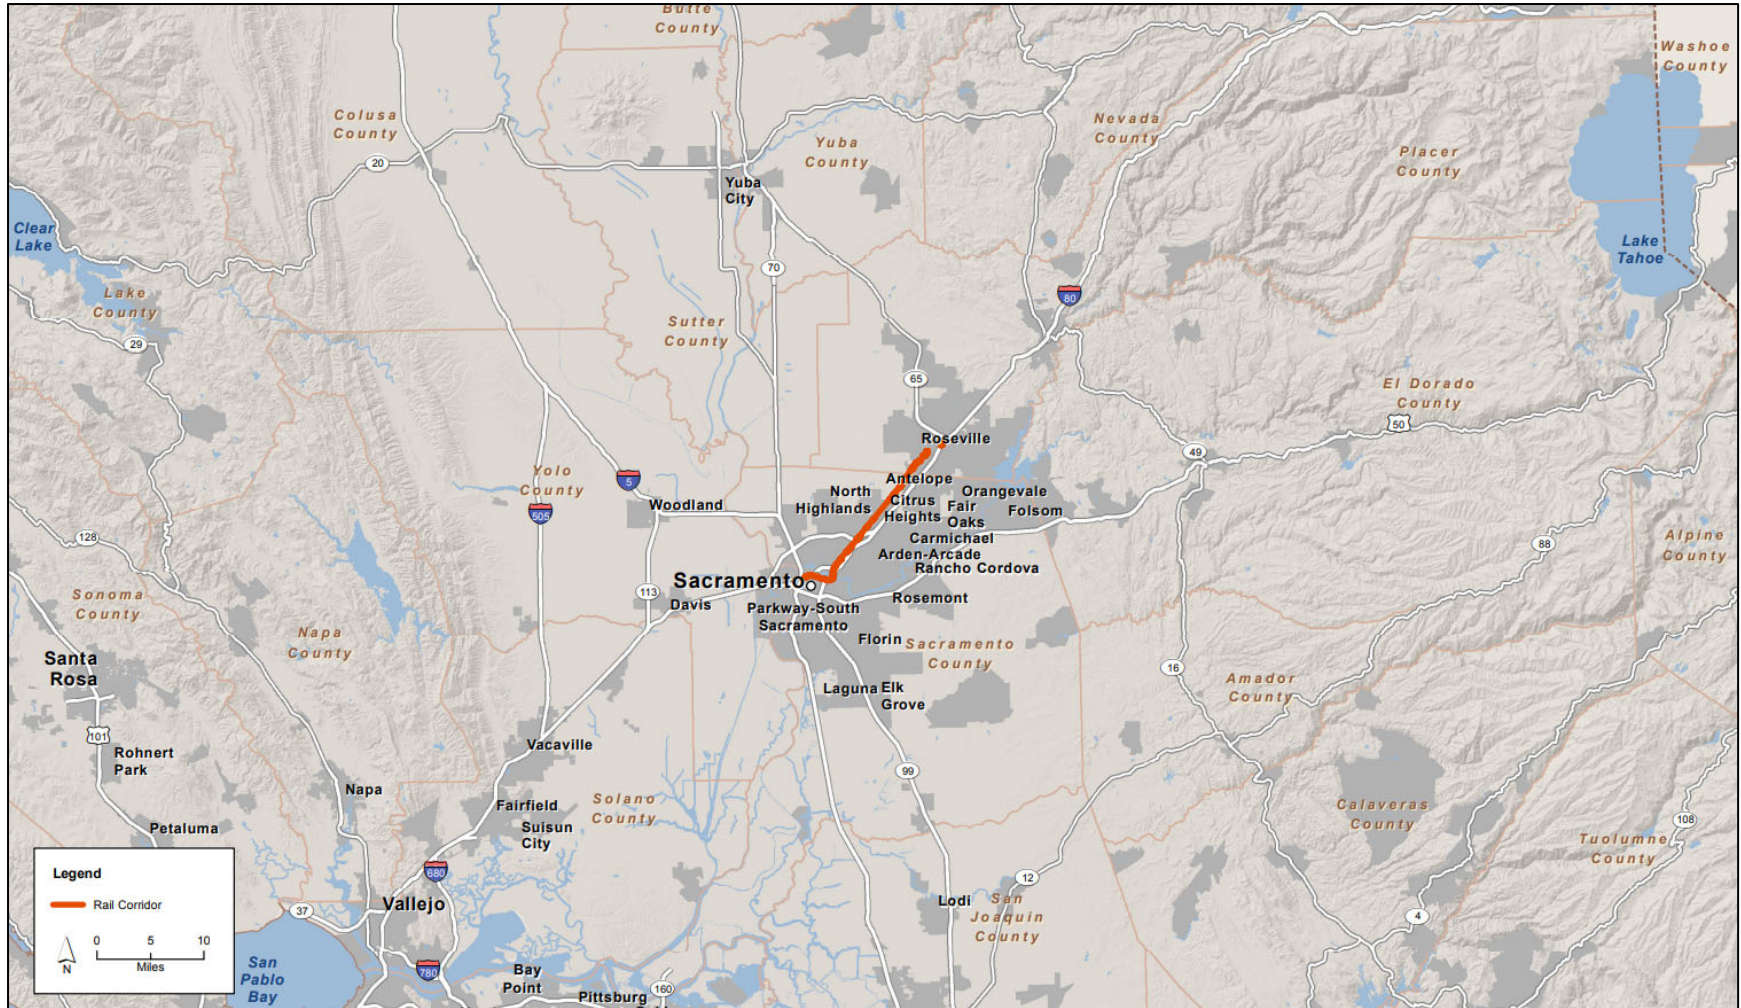 Butte
County
Washoe
County
Colusa
County
Nevada
County
Yuba
County
Placer
County
20
Yuba
City
Clear
Lake
Lake
Tahoe
70
80
Lake
County
Sutter
County
29
65
El Dorado
County
50
Roseville
49
Yolo
County
5
Antelope
North
Highlands
Citrus
Heights
Orangevale
Fair
Oaks
Folsom
505
Woodland
128
Carmichael
88
Alpine
County
Arden-Arcade
Rancho Cordova
Sacramento
113
Davis
Sonoma
County
Rosemont
Parkway-South
Sacramento
Napa
County
Florin
Sacramento
County
Santa
Rosa
16
Amador
County
Laguna
Elk
Grove
101
Rohnert
Park
Vacaville
99
Napa
Fairfield
Solano
County
Calaveras
County
Petaluma
Suisun
City
108
Tuolumne
County
Legend
Rail Corridor
0 5 10
Miles
N
680
12
Vallejo
37
Lodi
San
Joaquin
County
4
San
Pablo
Bay
780
Bay
Point
160
Pittsburg